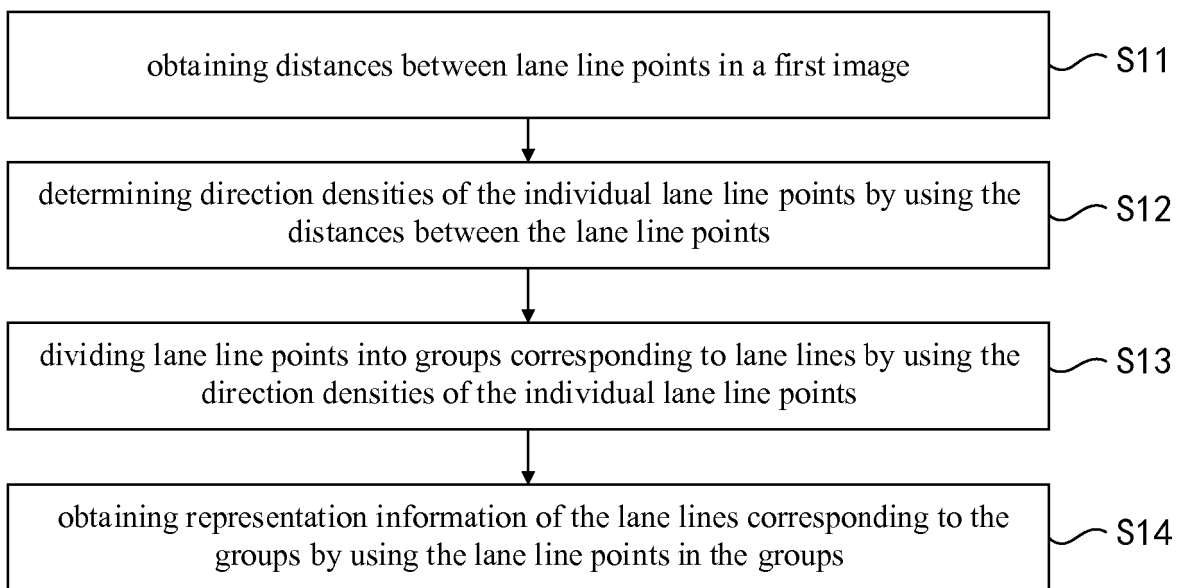 obtaining distances between lane line points in a first image
S11
determining direction densities of the individual lane line points by using the
distances between the lane line points
S12
dividing lane line points into groups corresponding to lane lines by using the
direction densities of the individual lane line points
S13
obtaining representation information of the lane lines corresponding to the
groups by using the lane line points in the groups
S14